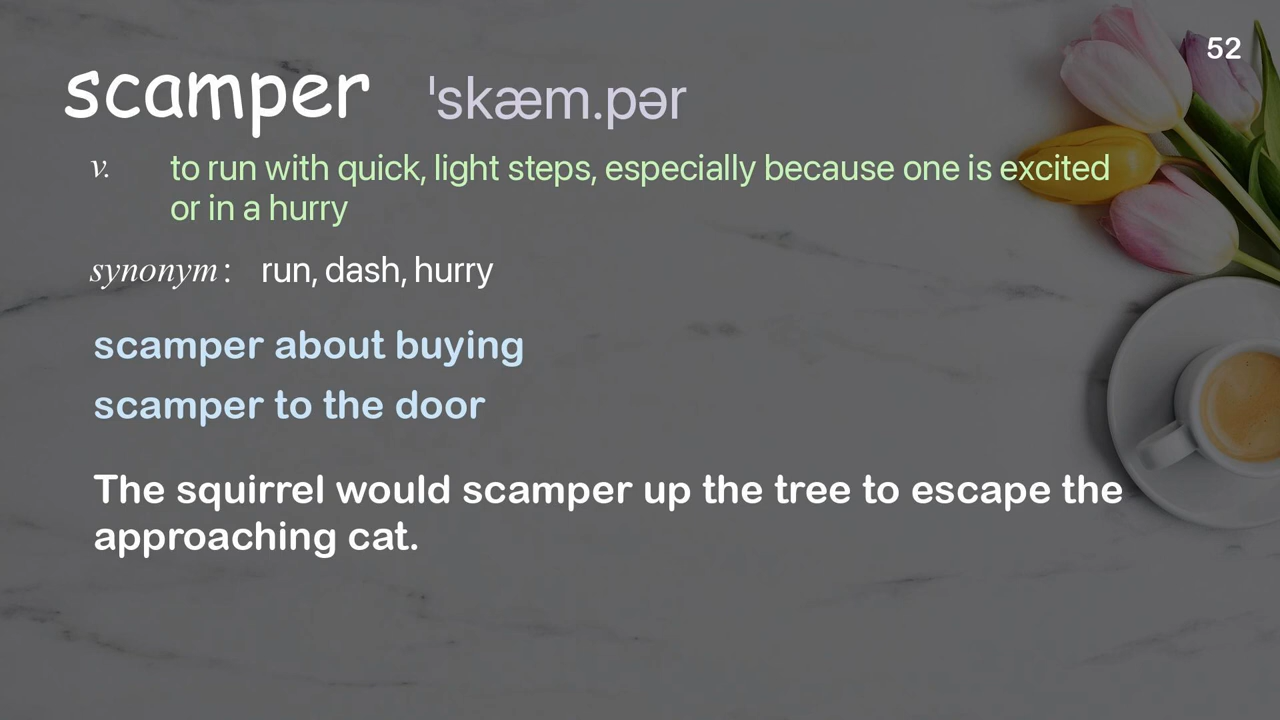 52
scamper ˈskæm.pər
v. to run with quick, light steps, especially because one is excited
or in a hurry
synonym: run, dash, hurry
scamper about buying
scamper to the door
The squirrel would scamper up the tree to escape the
approaching cat.